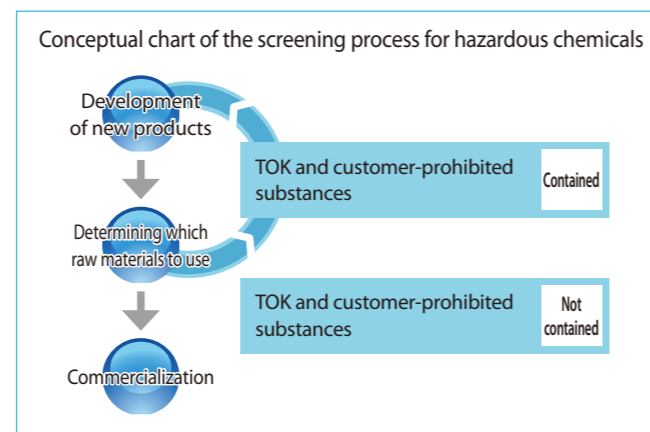 Conceptual chart of the screening process for hazardous chemicals
Development
of new products
TOK and customer-prohibited
substances
Contained
Determining which
raw materials to use
TOK and customer-prohibited
substances
Not
contained
Commercialization